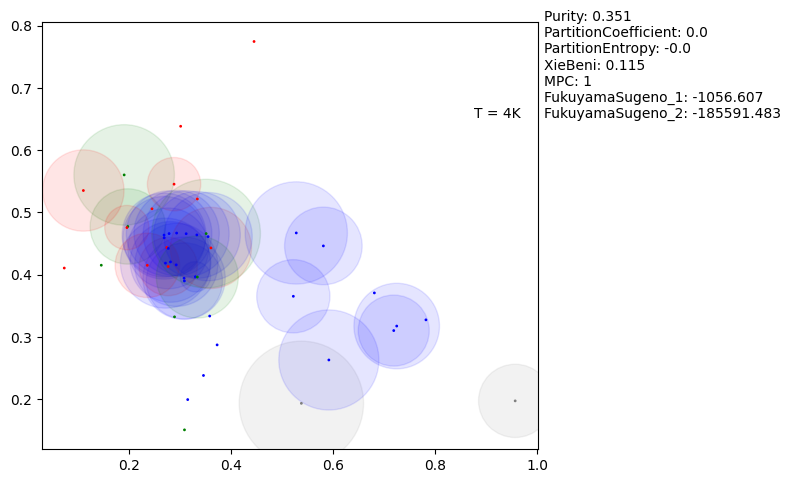 Purity: 0.351
PartitionCoefficient: 0.0
PartitionEntropy: -0.0
XieBeni: 0.115
MPC: 1
FukuyamaSugeno_1: -1056.607
FukuyamaSugeno_2: -185591.483
T = 4K
0.8
0.7
0.6
0.5
0.4
0.3
0.2
0.2
0.4
0.6
0.8
1.0